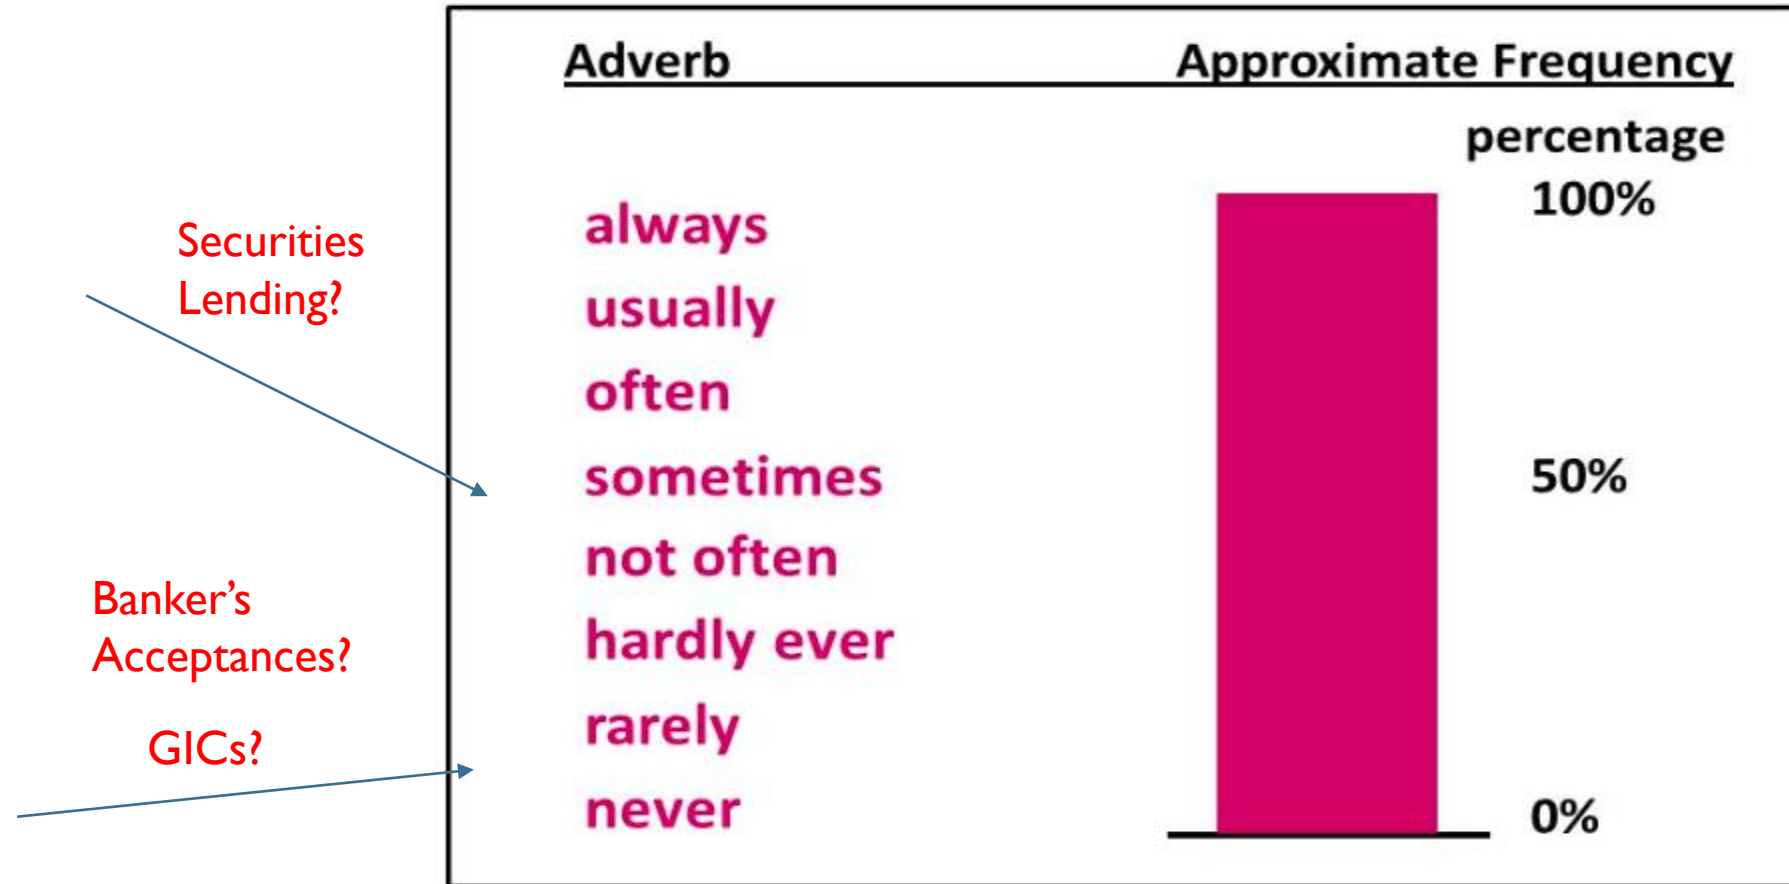 Adverb Approximate Frequency
percentage
always 100%
Securities
Lending?
usually
often
sometimes 50%
not often
Banker’s
Acceptances?
hardly ever
rarely
GICs?
never 0%